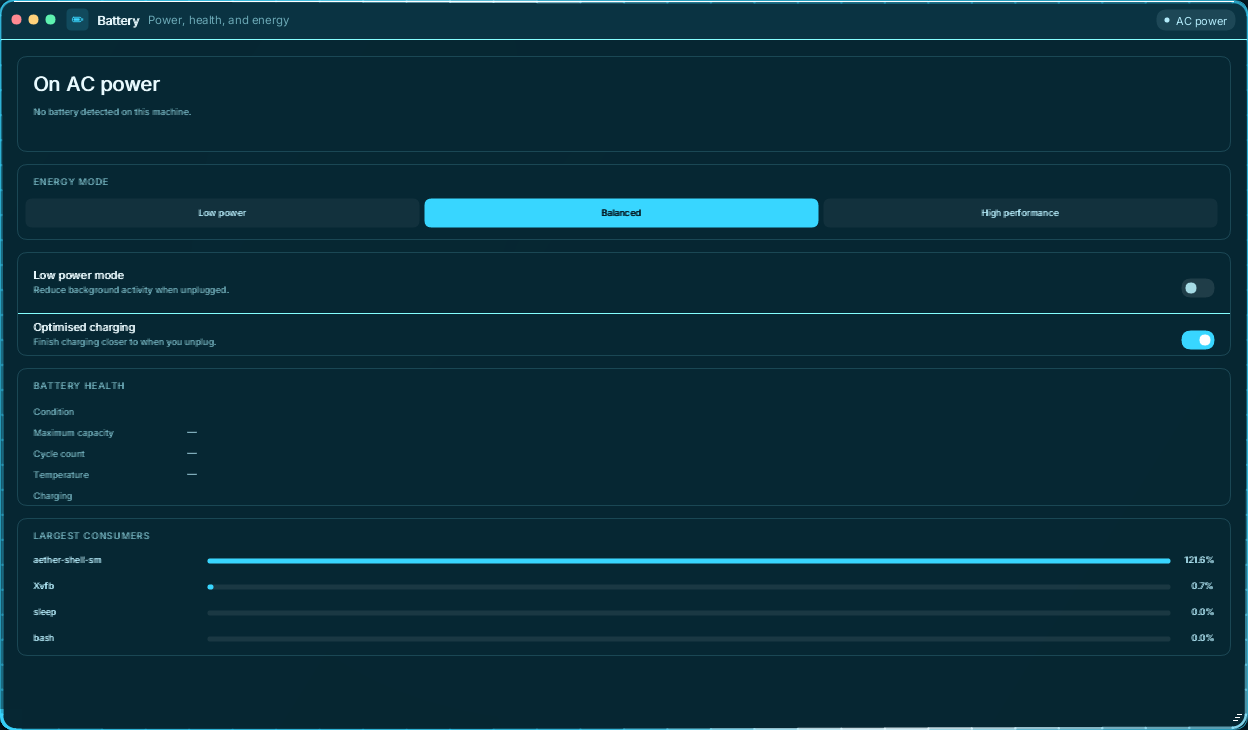 Battery Power, health, and energy
AC power
On AC power
No battery detected on this machine.
ENERGY MODE
Low power Balanced High performance
Low power mode
Reduce background activity when unplugged.
Optimised charging
Finish charging closer to when you unplug.
BATTERY HEALTH
Condition
Maximum capacity —
Cycle count —
Temperature —
Charging
LARGEST CONSUMERS
aether-shell-sm 121.6%
Xvfb 0.7%
sleep 0.0%
bash 0.0%